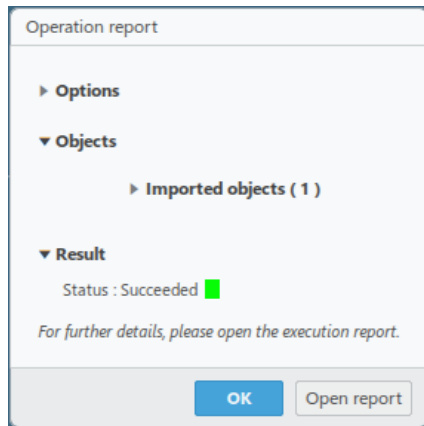 Operation report
Options
Objects
Imported objects ( 1 )
Result
Status : Succeeded
For further details, please open the execution report.
OK
Open report